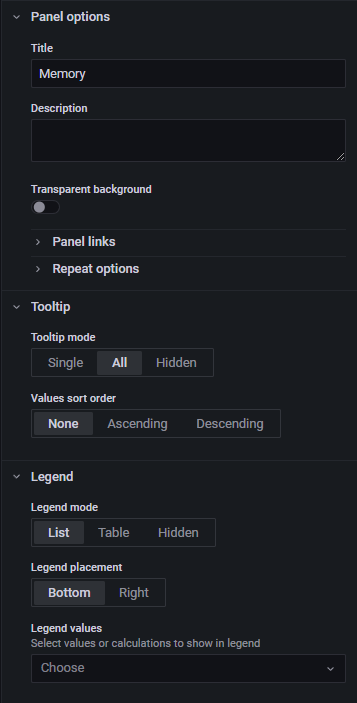 Panel options
Title
Memory
Description
Transparent background
Panel links
Repeat options
Tooltip
Tooltip mode
Single All Hidden
Values sort order
None Ascending Descending
Legend
Legend mode
List Table Hidden
Legend placement
Bottom Right
Legend values
Select values or calculations to show in legend
Choose